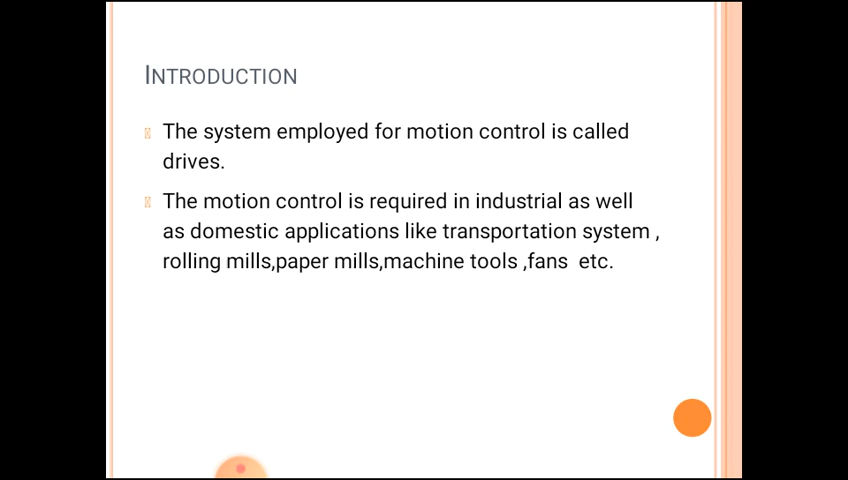 INTRODUCTION
The system employed for motion control is called
drives.
The motion control is required in industrial as well
as domestic applications like transportation system ,
rolling mills,paper mills,machine tools ,fans  etc.